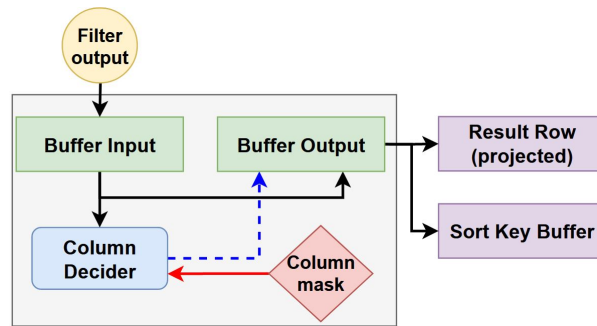 Filter
output
Buffer Input
Buffer Output
Result Row
(projected)
Sort Key Buffer
Column
Decider
Column
mask